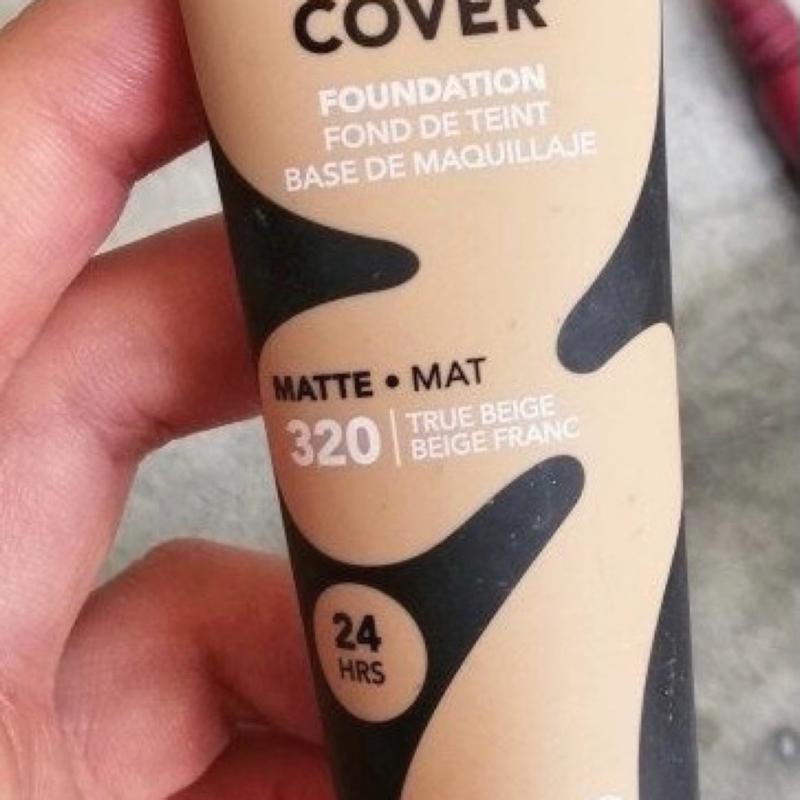 COVER
FOUNDATION
FOND DE TEINT
BASE DE MAQUILLAJE
MATTE • MAT
320 | TRUE BEIGE
BEIGE FRANC
24
HRS